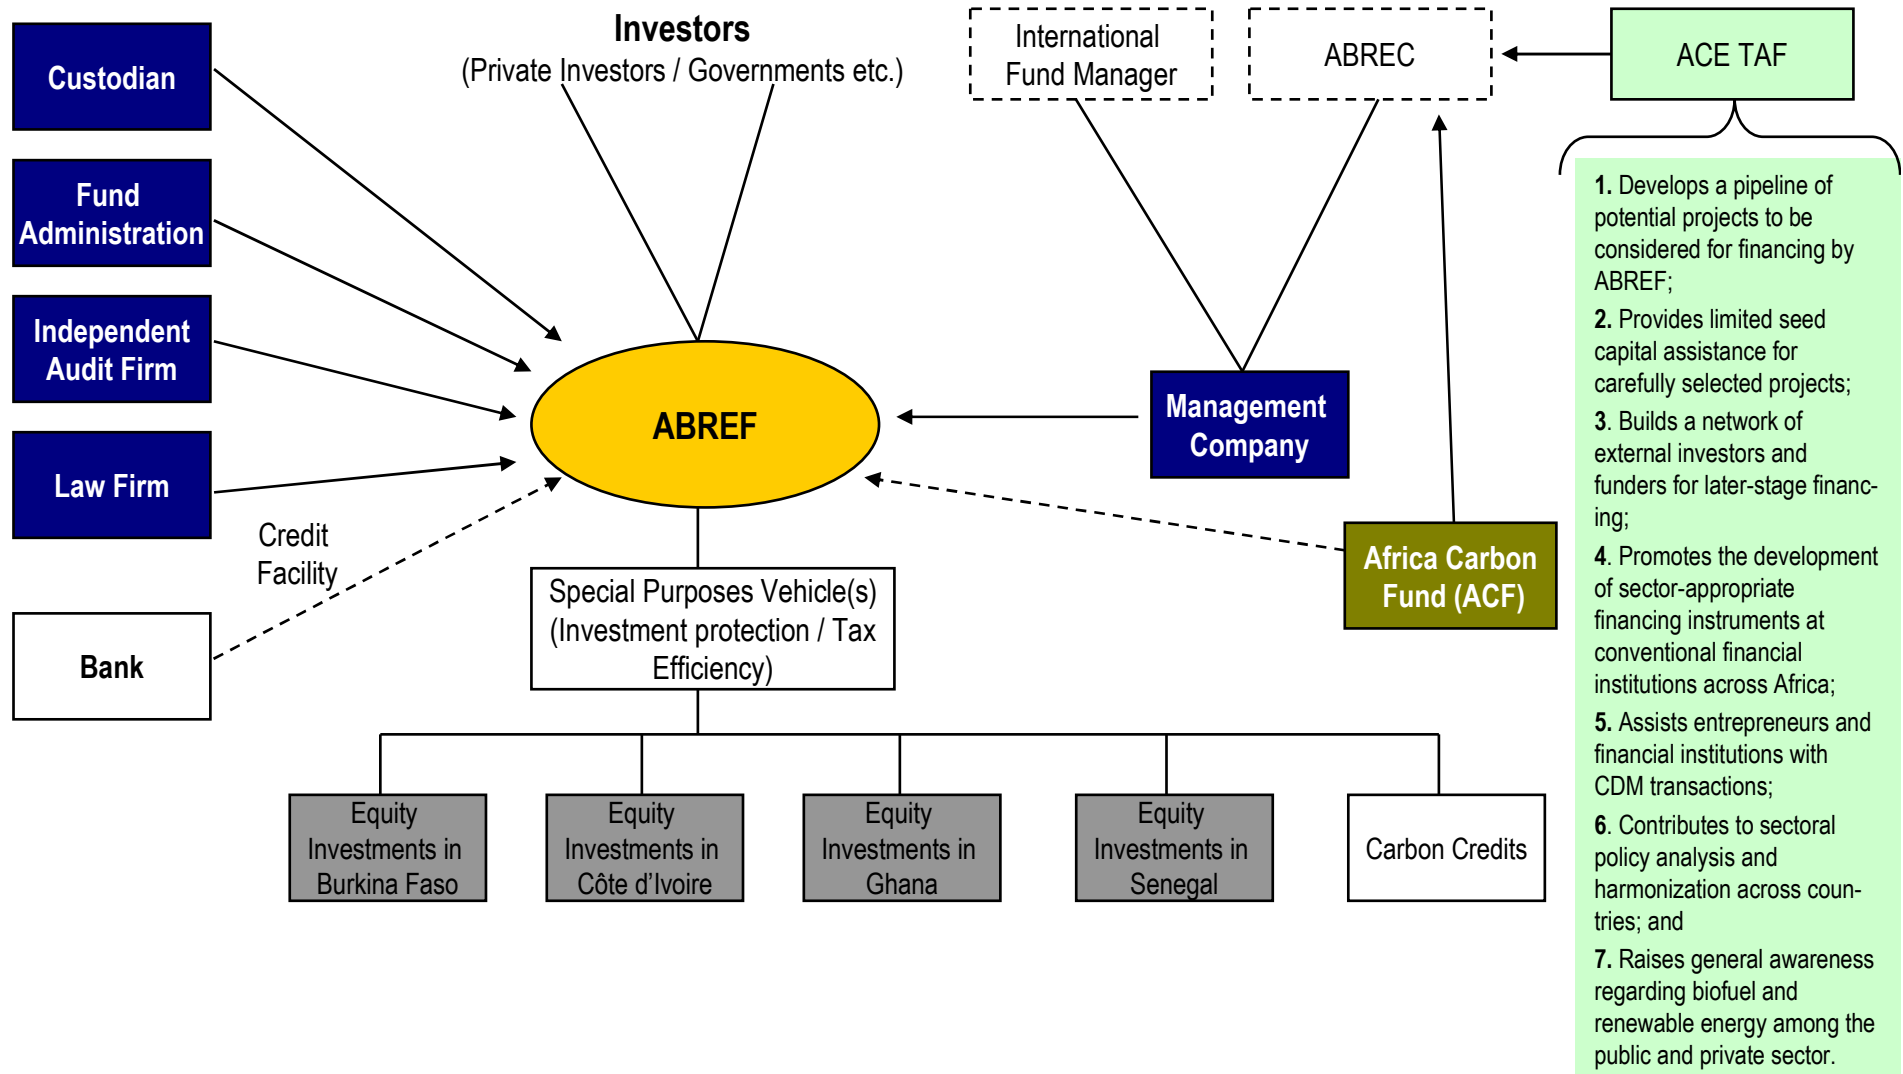 Investors
(Private Investors / Governments etc.)
International
Fund Manager
ABREC
ACE TAF
Custodian
Fund
Administration
Independent
Audit Firm
Law Firm
Credit
Facility
Bank
ABREF
Management
Company
Africa Carbon
Fund (ACF)
Special Purposes Vehicle(s)
(Investment protection / Tax
Efficiency)
Equity
Investments in
Burkina Faso
Equity
Investments in
Côte d’Ivoire
Equity
Investments in
Ghana
Equity
Investments in
Senegal
Carbon Credits
1. Develops a pipeline of
potential projects to be
considered for financing by
ABREF;
2. Provides limited seed
capital assistance for
carefully selected projects;
3. Builds a network of
external investors and
funders for later-stage financ-
ing;
4. Promotes the development
of sector-appropriate
financing instruments at
conventional financial
institutions across Africa;
5. Assists entrepreneurs and
financial institutions with
CDM transactions;
6. Contributes to sectoral
policy analysis and
harmonization across coun-
tries; and
7. Raises general awareness
regarding biofuel and
renewable energy among the
public and private sector.